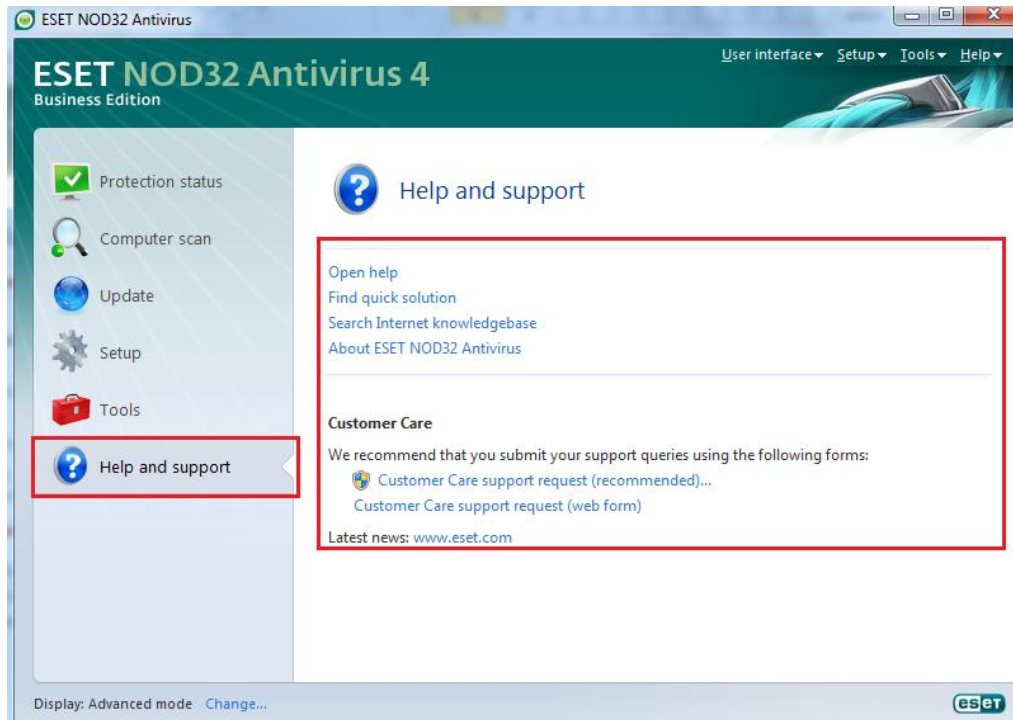 ESET NOD32 Antivirus
User interface Setup Tools Help
ESET NOD32 Antivirus 4
Business Edition
Protection status
Computer scan
Update
Setup
Tools
Help and support
Help and support
Open help
Find quick solution
Search Internet knowledgebase
About ESET NOD32 Antivirus
Customer Care
We recommend that you submit your support queries using the following forms:
Customer Care support request (recommended)...
Customer Care support request (web form)
Latest news: www.eset.com
Display: Advanced mode Change...
eset